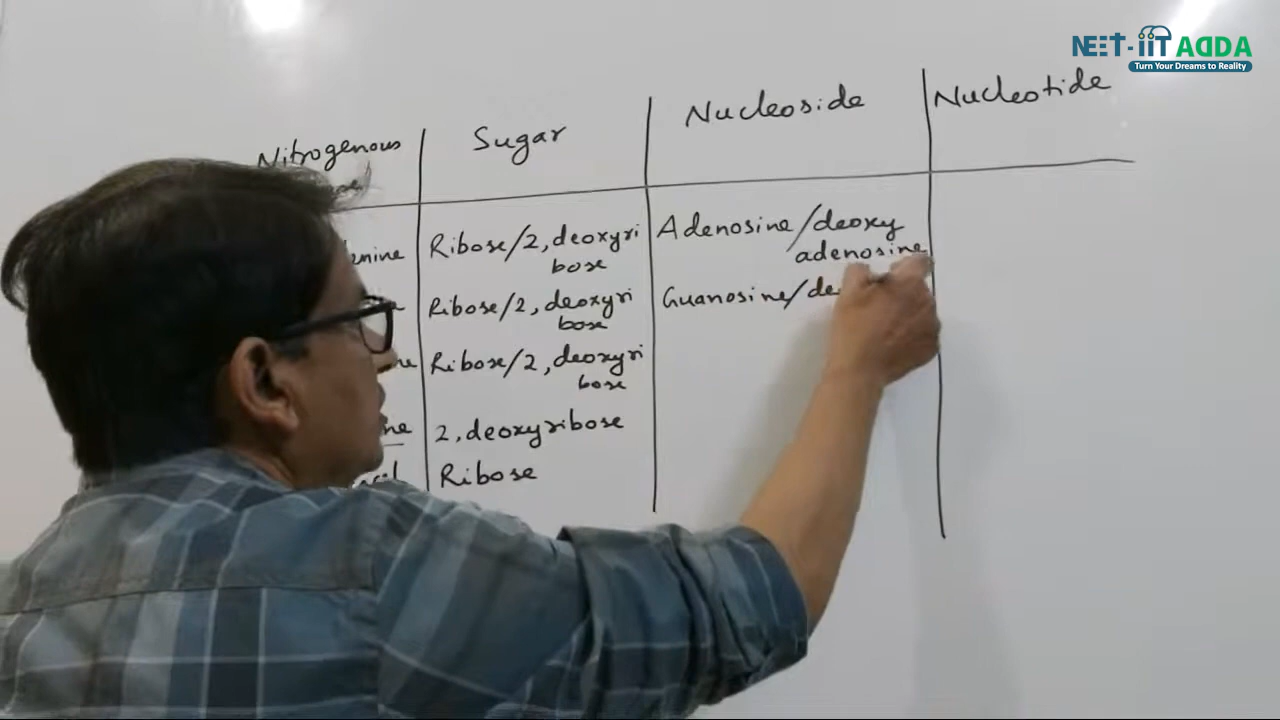 NEET-iiT ADDA
Turn Your Dreams to Reality
Nitrogenous Sugar Nucleoside Nucleotide
Ribose/2, deoxyri Adenosine/deoxy
bose adenosine
Ribose/2, deoxyri Guanosine/de
bose
Ribose/2, deoxyri
bose
2, deoxyribose
Ribose